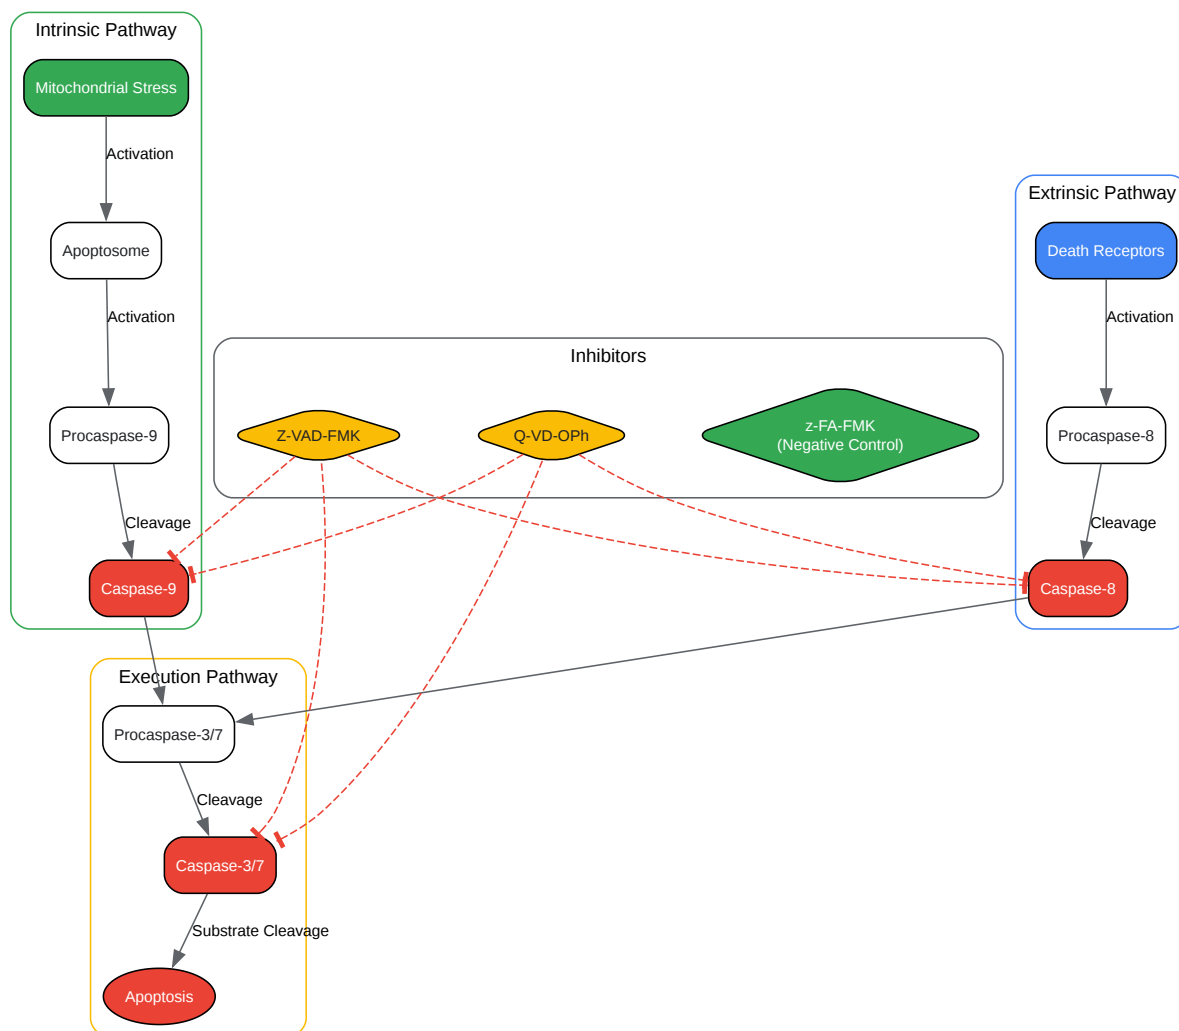 Intrinsic Pathway
Mitochondrial Stress
Activation
Apoptosome
Activation
Procaspase-9
Cleavage
Caspase-9
Extrinsic Pathway
Death Receptors
Activation
Procaspase-8
Cleavage
Caspase-8
Inhibitors
Z-VAD-FMK
Q-VD-OPh
z-FA-FMK
(Negative Control)
Execution Pathway
Procaspase-3/7
Cleavage
Caspase-3/7
Substrate Cleavage
Apoptosis